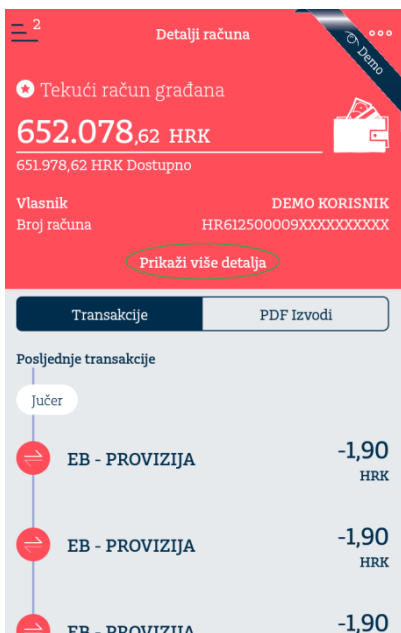 2
Detalji računa
Demo
Tekući račun građana
652.078,62 HRK
651.978,62 HRK Dostupno
Vlasnik DEMO KORISNIK
Broj računa HR612500009XXXXXXXXXX
Prikaži više detalja
Transakcije PDF Izvodi
Posljednje transakcije
Jučer
EB - PROVIZIJA -1,90
HRK
EB - PROVIZIJA -1,90
HRK
EB - PROVIZIJA -1,90